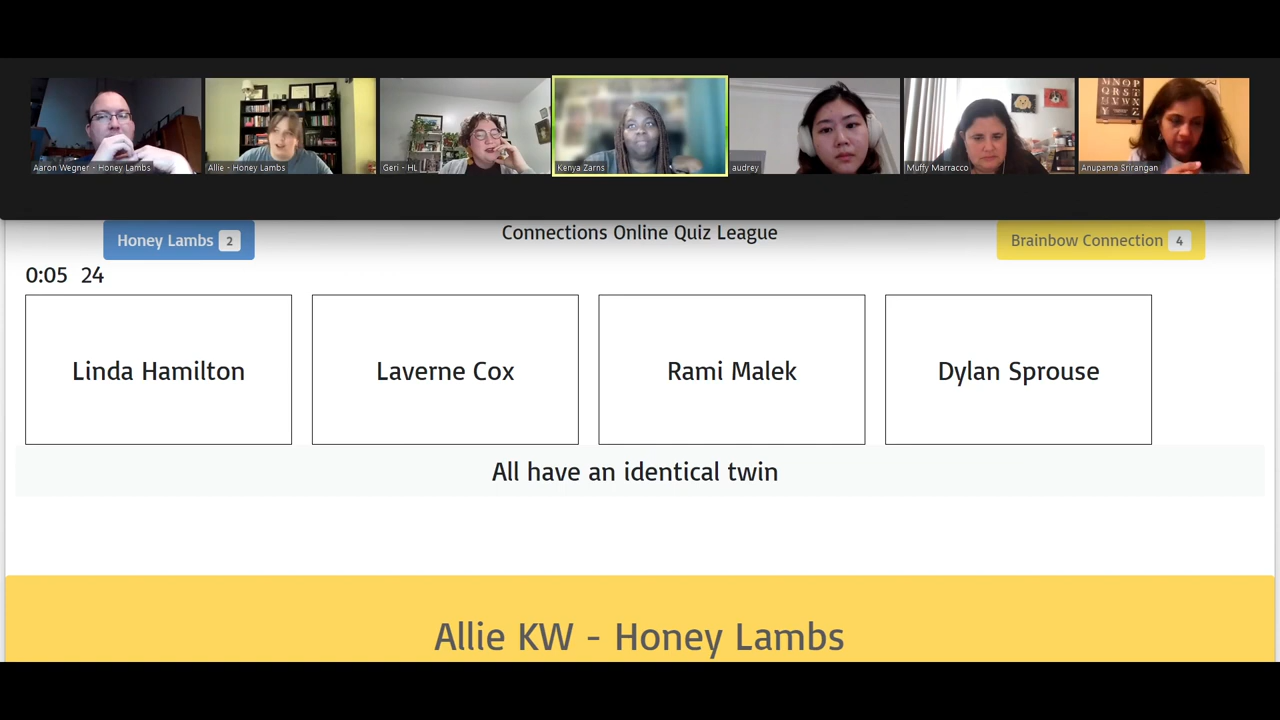 Aaron Wegner - Honey Lambs
Allie - Honey Lambs
Geri - HL
Kenya Zarns
audrey
Muffy Marracco
Anupama Srirangan
Honey Lambs 2
Connections Online Quiz League
Brainbow Connection 4
0:05 24
Linda Hamilton
Laverne Cox
Rami Malek
Dylan Sprouse
All have an identical twin
Allie KW - Honey Lambs